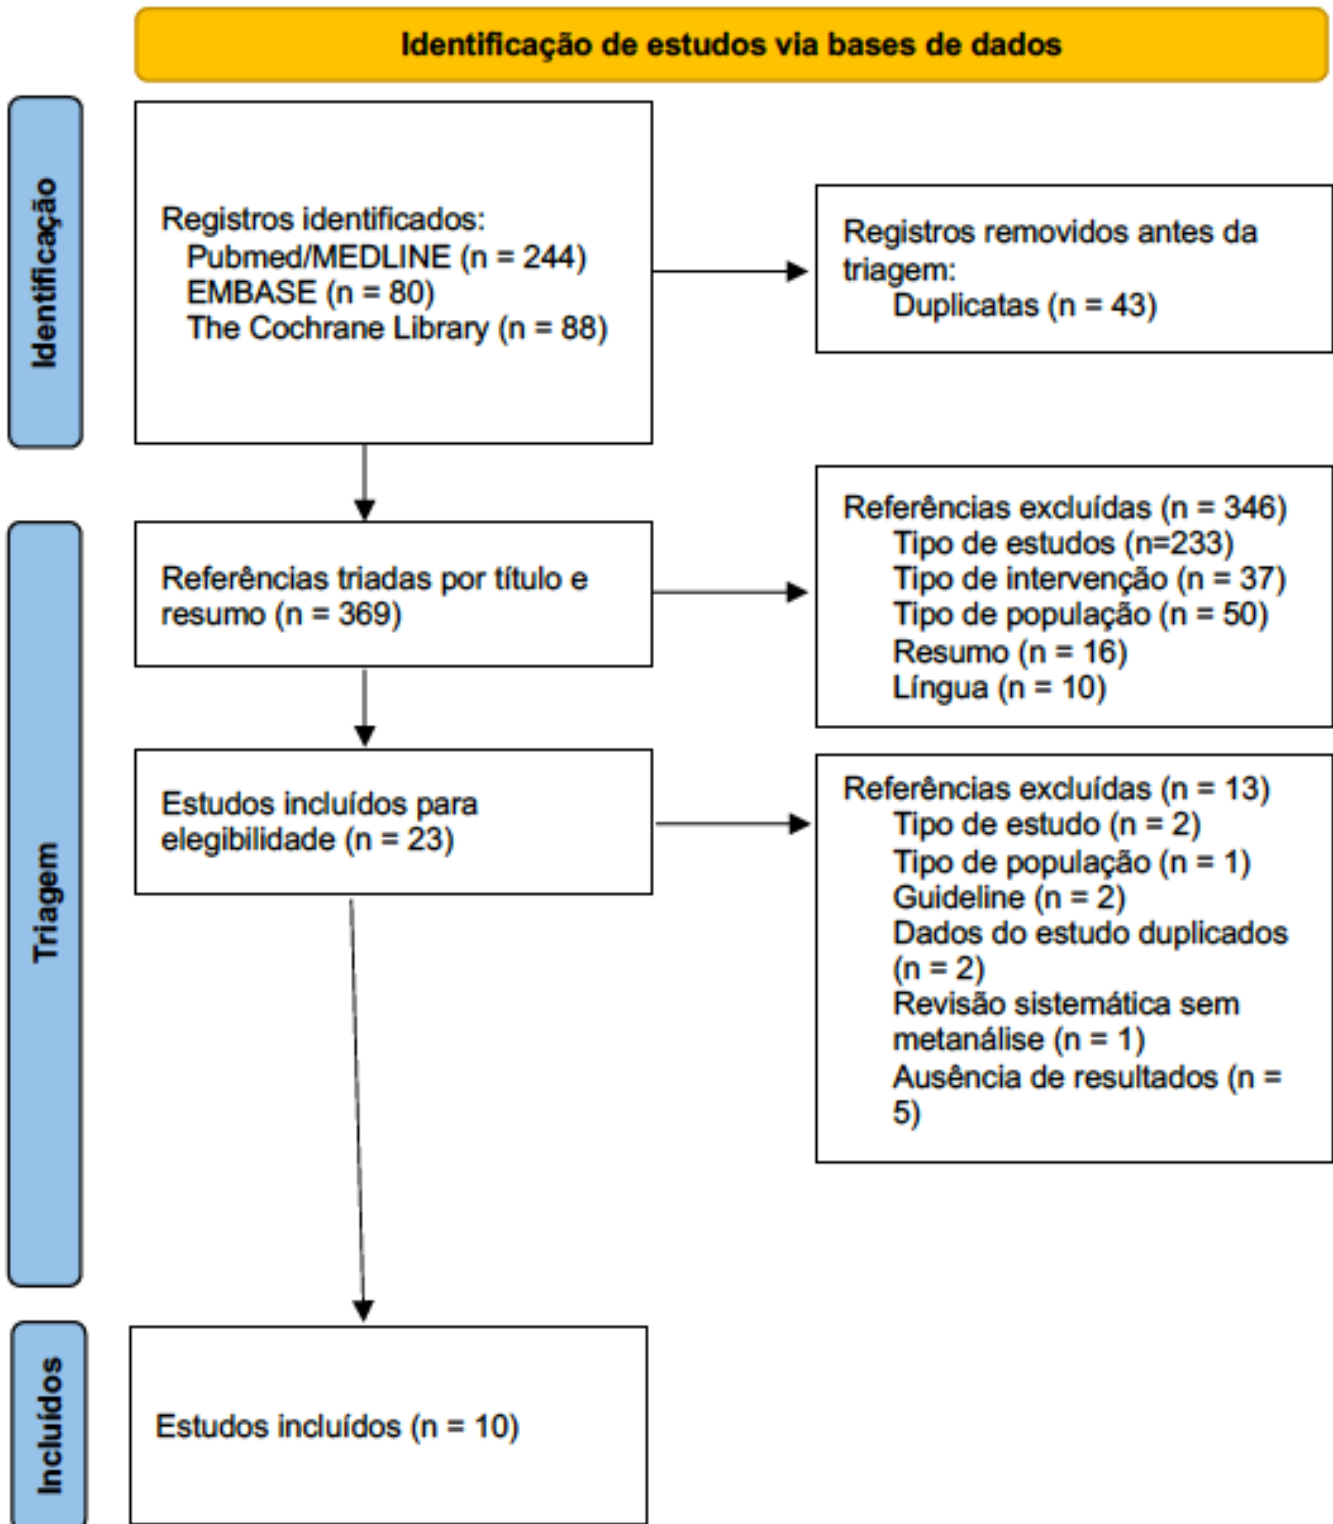 Identificação de estudos via bases de dados
Identificação
Registros identificados:
Pubmed/MEDLINE (n = 244)
EMBASE (n = 80)
The Cochrane Library (n = 88)
Registros removidos antes da
triagem:
Duplicatas (n = 43)
Triagem
Referências triadas por título e
resumo (n = 369)
Referências excluídas (n = 346)
Tipo de estudos (n=233)
Tipo de intervenção (n = 37)
Tipo de população (n = 50)
Resumo (n = 16)
Língua (n = 10)
Estudos incluídos para
elegibilidade (n = 23)
Referências excluídas (n = 13)
Tipo de estudo (n = 2)
Tipo de população (n = 1)
Guideline (n = 2)
Dados do estudo duplicados
(n = 2)
Revisão sistemática sem
metanálise (n = 1)
Ausência de resultados (n =
5)
Incluídos
Estudos incluídos (n = 10)